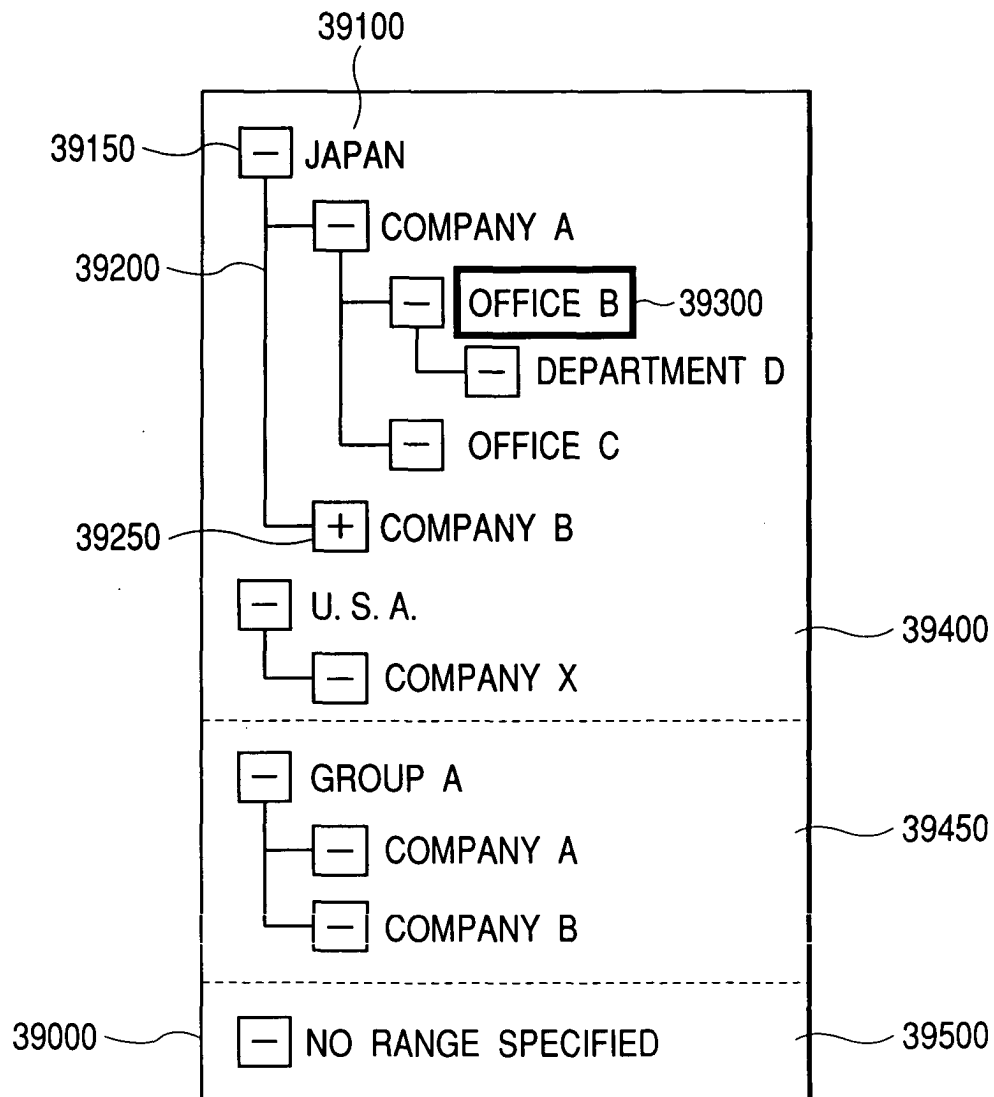 39100
39150 − JAPAN
− COMPANY A
39200
− OFFICE B 39300
− DEPARTMENT D
− OFFICE C
39250 + COMPANY B
− U. S. A.
39400
− COMPANY X
− GROUP A
39450
− COMPANY A
− COMPANY B
39000 − NO RANGE SPECIFIED 39500